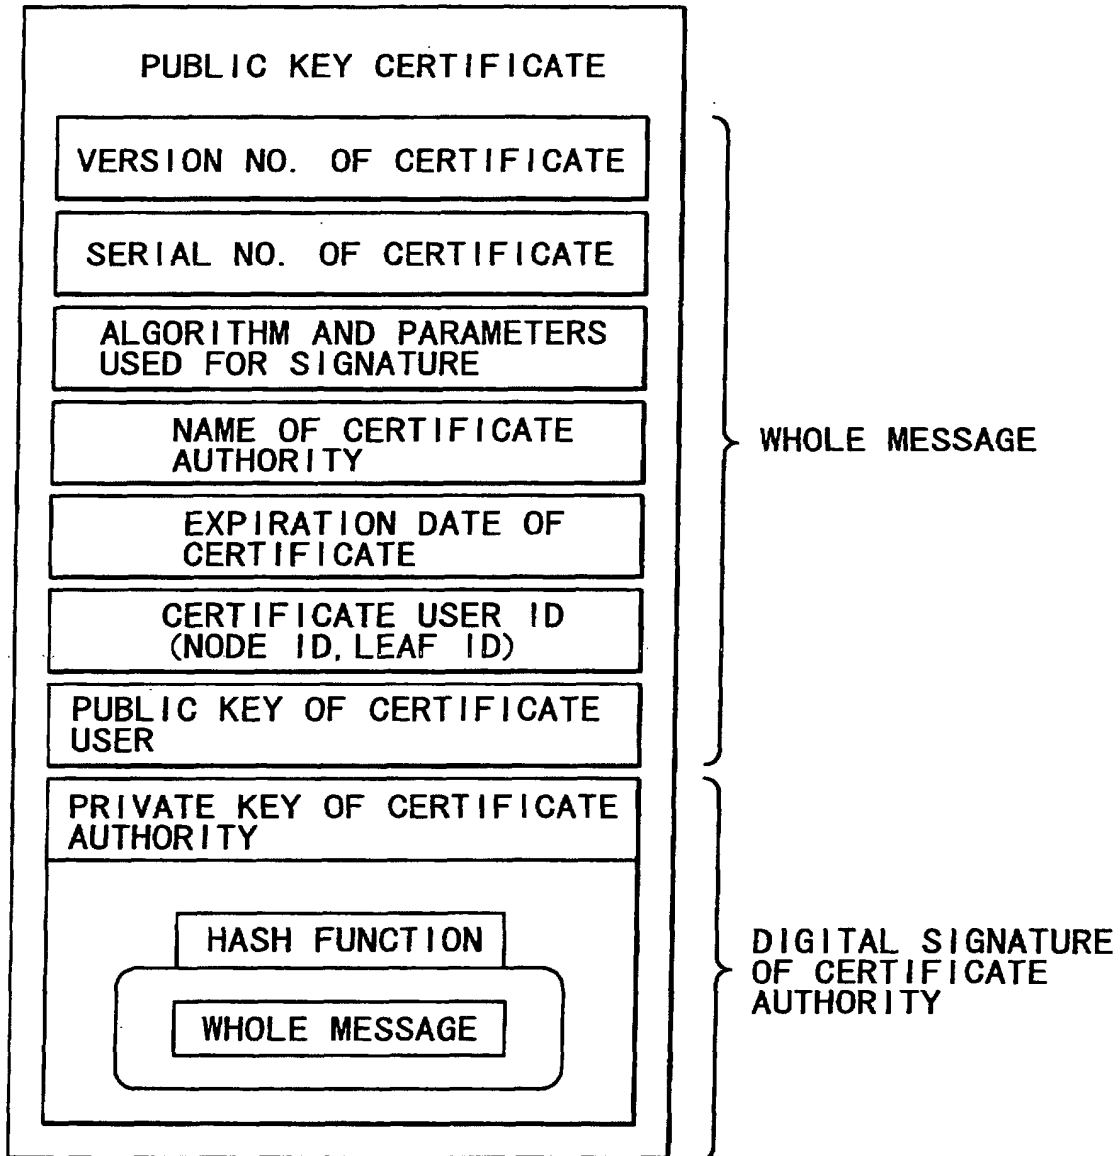 PUBLIC KEY CERTIFICATE
VERSION NO. OF CERTIFICATE
SERIAL NO. OF CERTIFICATE
ALGORITHM AND PARAMETERS
USED FOR SIGNATURE
NAME OF CERTIFICATE
AUTHORITY
EXPIRATION DATE OF
CERTIFICATE
CERTIFICATE USER ID
(NODE ID, LEAF ID)
PUBLIC KEY OF CERTIFICATE
USER
WHOLE MESSAGE
PRIVATE KEY OF CERTIFICATE
AUTHORITY
HASH FUNCTION
WHOLE MESSAGE
DIGITAL SIGNATURE
OF CERTIFICATE
AUTHORITY